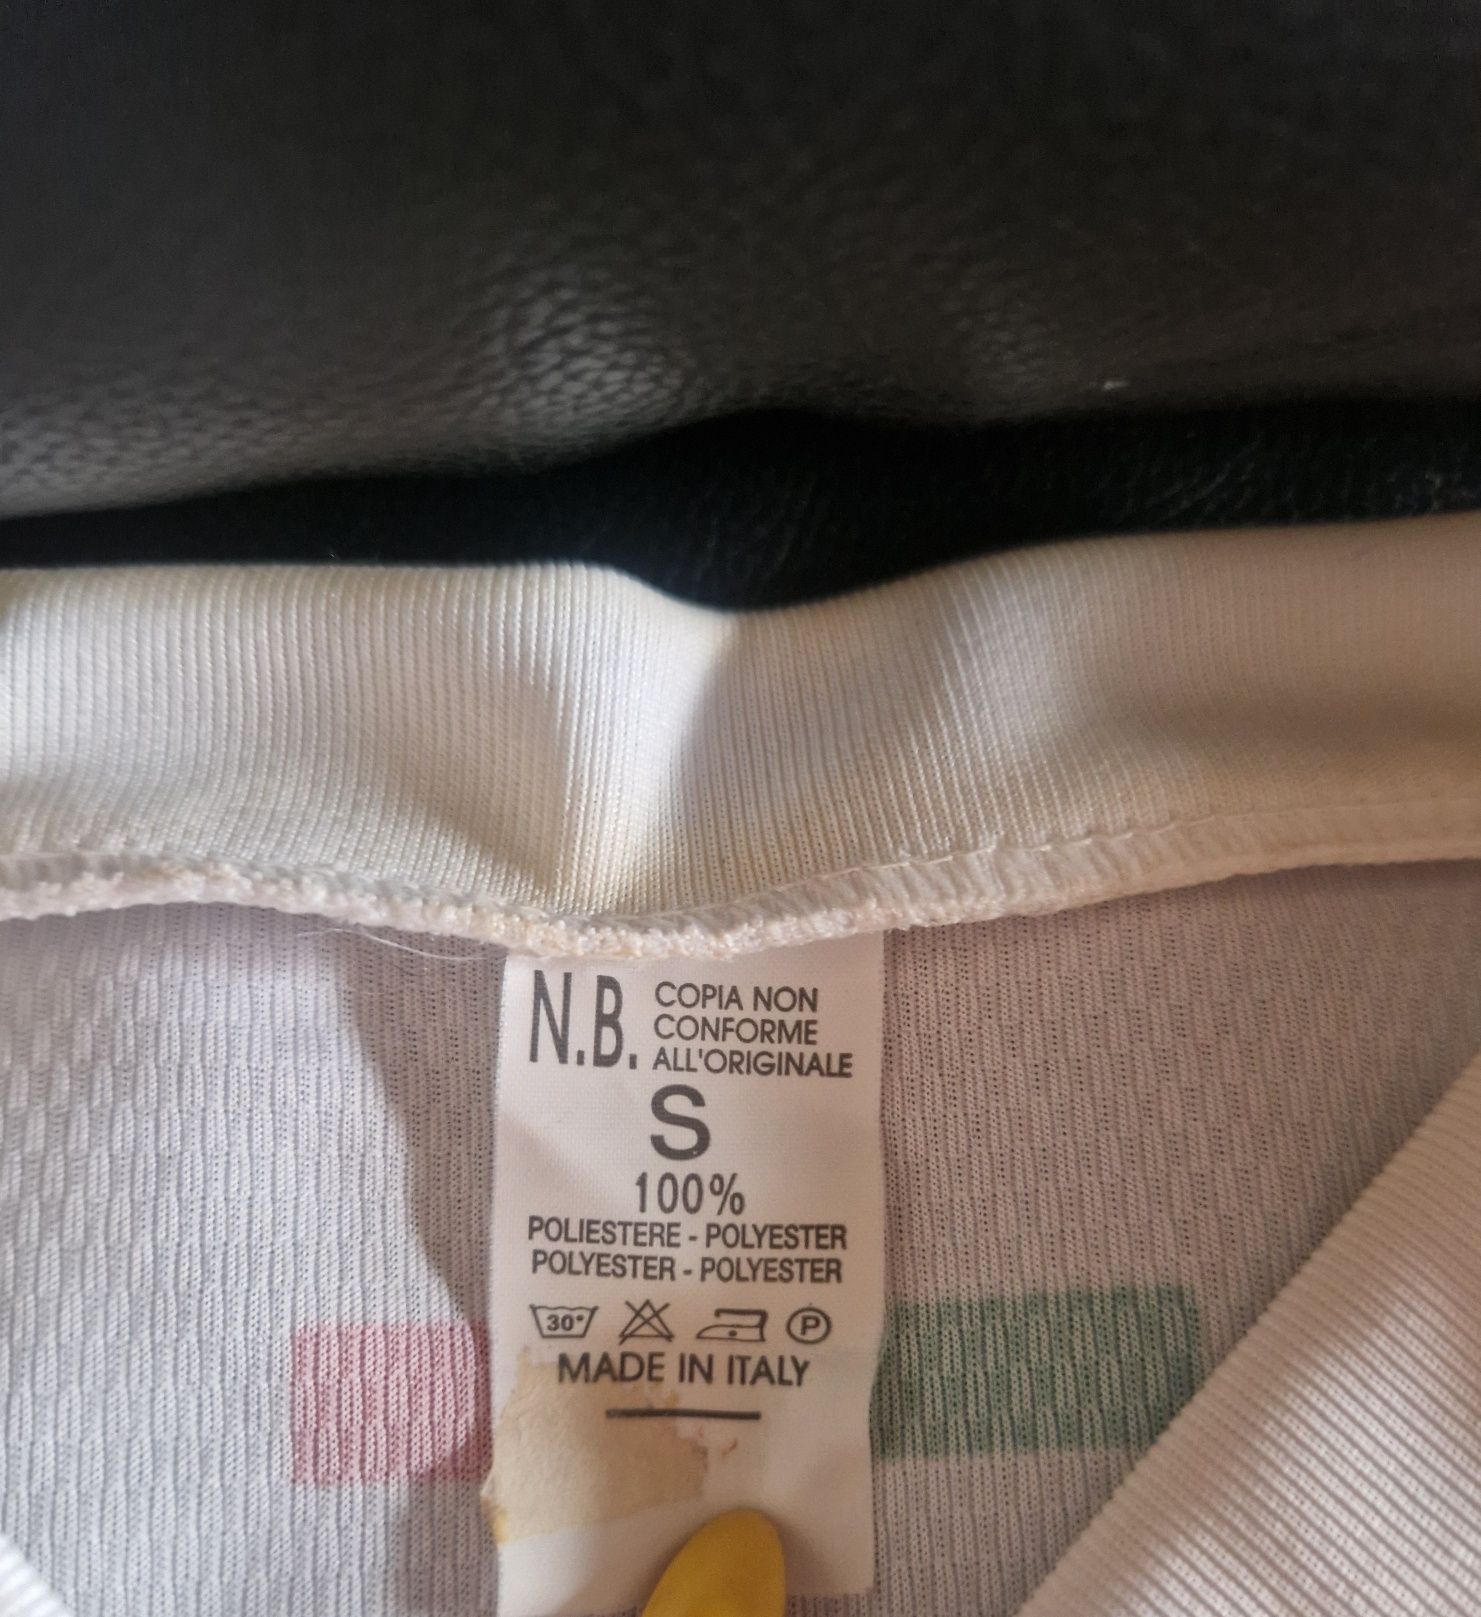 N.B. COPIA NON
CONFORME
ALL'ORIGINALE
S
100%
POLIESTERE - POLYESTER
POLYESTER - POLYESTER
30° P
MADE IN ITALY